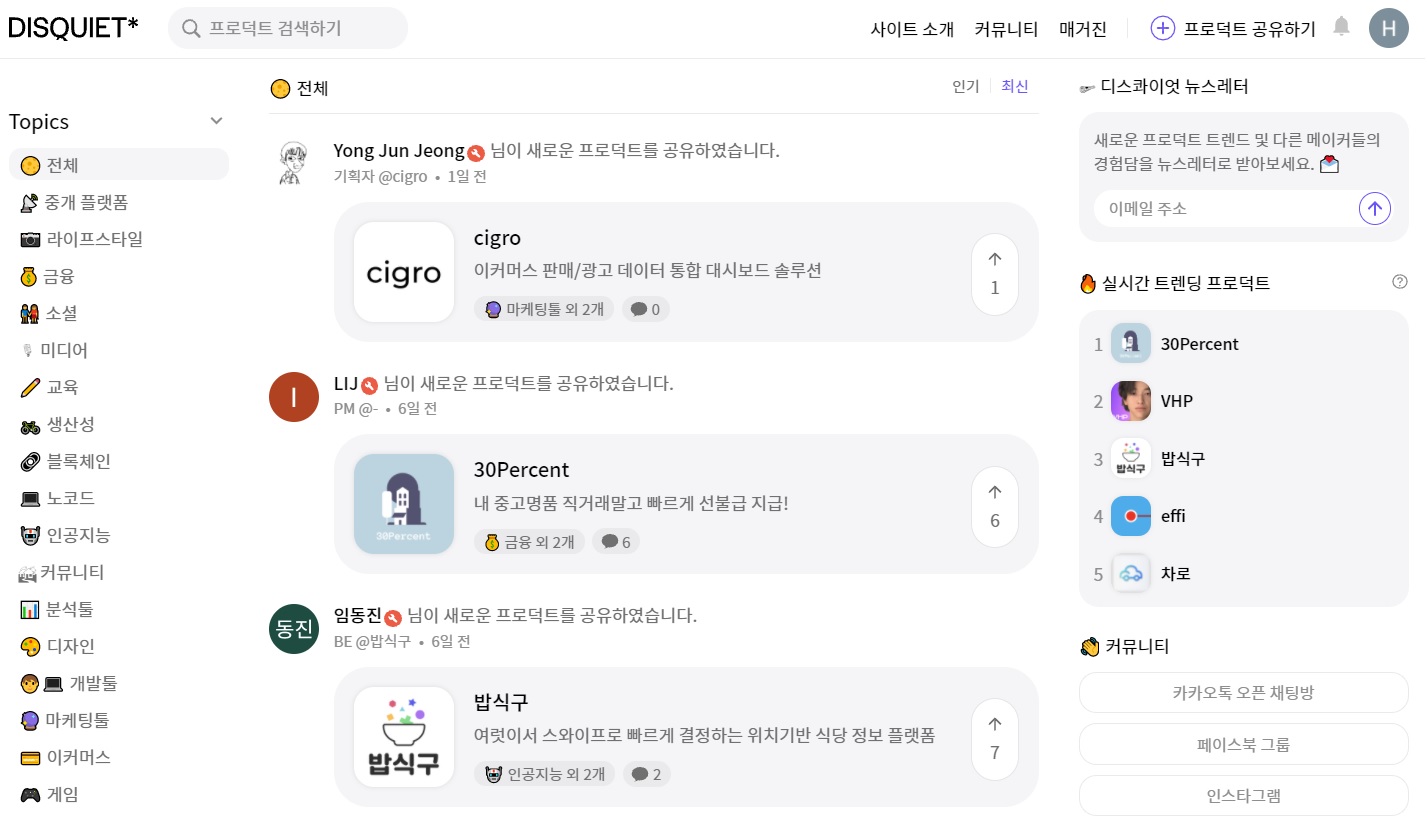 DISQUIET*
프로덕트 검색하기
사이트 소개
커뮤니티
매거진
프로덕트 공유하기
H
Topics
전체
중개 플랫폼
라이프스타일
금융
소셜
미디어
교육
생산성
블록체인
노코드
인공지능
커뮤니티
분석툴
디자인
개발툴
마케팅툴
이커머스
게임
전체
인기
최신
Yong Jun Jeong 님이 새로운 프로덕트를 공유하였습니다.
기획자 @cigro • 1일 전
cigro
cigro
이커머스 판매/광고 데이터 통합 대시보드 솔루션
마케팅툴 외 2개
0
1
I
LIJ 님이 새로운 프로덕트를 공유하였습니다.
PM @- • 6일 전
30Percent
30Percent
내 중고명품 직거래말고 빠르게 선불급 지급!
금융 외 2개
6
6
동진
임동진 님이 새로운 프로덕트를 공유하였습니다.
BE @밥식구 • 6일 전
밥식구
밥식구
여럿이서 스와이프로 빠르게 결정하는 위치기반 식당 정보 플랫폼
인공지능 외 2개
2
7
디스콰이엇 뉴스레터
새로운 프로덕트 트렌드 및 다른 메이커들의
경험담을 뉴스레터로 받아보세요.
이메일 주소
실시간 트렌딩 프로덕트
1 30Percent
2 VHP
3 밥식구 밥식구
4 effi
5 차로
커뮤니티
카카오톡 오픈 채팅방
페이스북 그룹
인스타그램